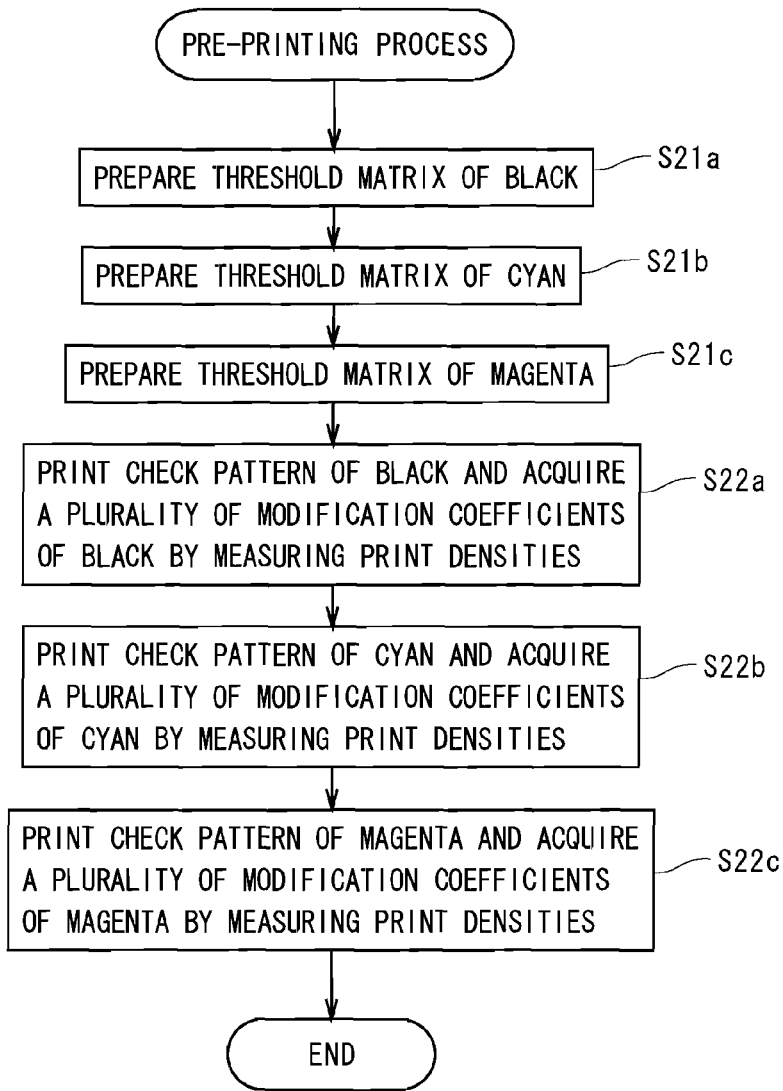 PRE-PRINTING PROCESS
PREPARE THRESHOLD MATRIX OF BLACK
S21a
PREPARE THRESHOLD MATRIX OF CYAN
S21b
PREPARE THRESHOLD MATRIX OF MAGENTA
S21c
PRINT CHECK PATTERN OF BLACK AND ACQUIRE
A PLURALITY OF MODIFICATION COEFFICIENTS
OF BLACK BY MEASURING PRINT DENSITIES
S22a
PRINT CHECK PATTERN OF CYAN AND ACQUIRE
A PLURALITY OF MODIFICATION COEFFICIENTS
OF CYAN BY MEASURING PRINT DENSITIES
S22b
PRINT CHECK PATTERN OF MAGENTA AND ACQUIRE
A PLURALITY OF MODIFICATION COEFFICIENTS
OF MAGENTA BY MEASURING PRINT DENSITIES
S22c
END